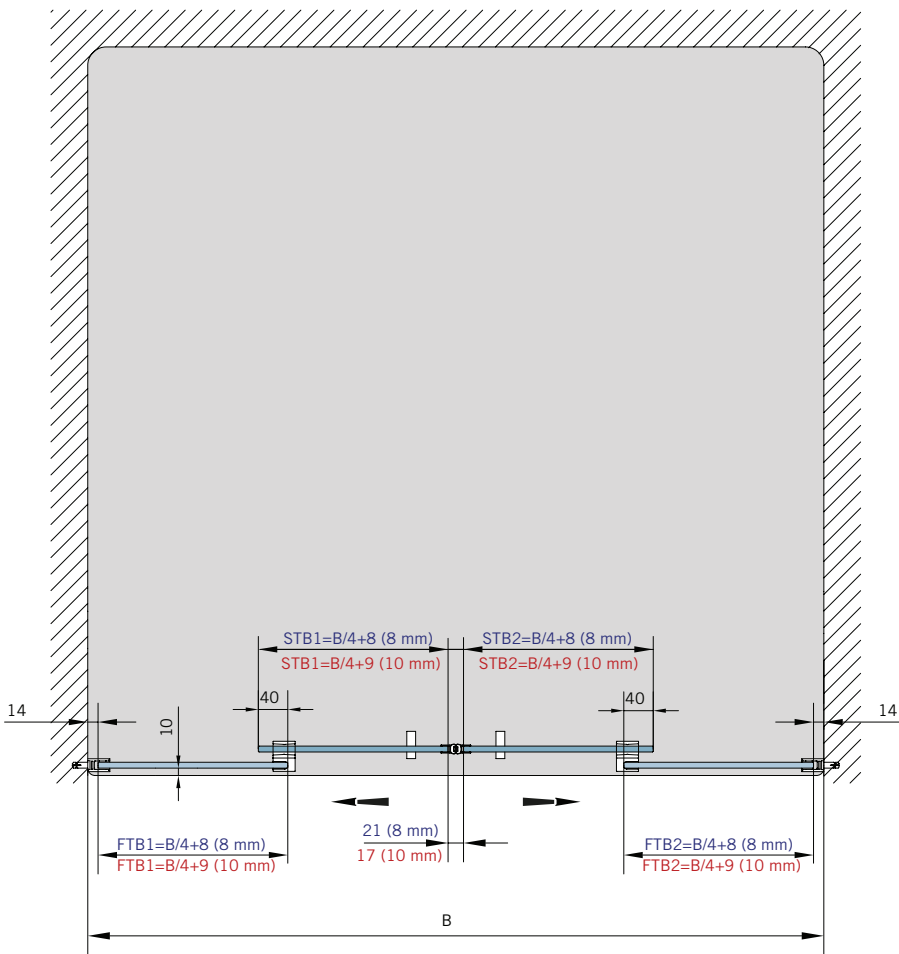 STB1=B/4+8 (8 mm)
STB2=B/4+8 (8 mm)
STB1=B/4+9 (10 mm)
STB2=B/4+9 (10 mm)
40
40
14
10
14
21 (8 mm)
17 (10 mm)
FTB1=B/4+8 (8 mm)
FTB2=B/4+8 (8 mm)
FTB1=B/4+9 (10 mm)
FTB2=B/4+9 (10 mm)
B